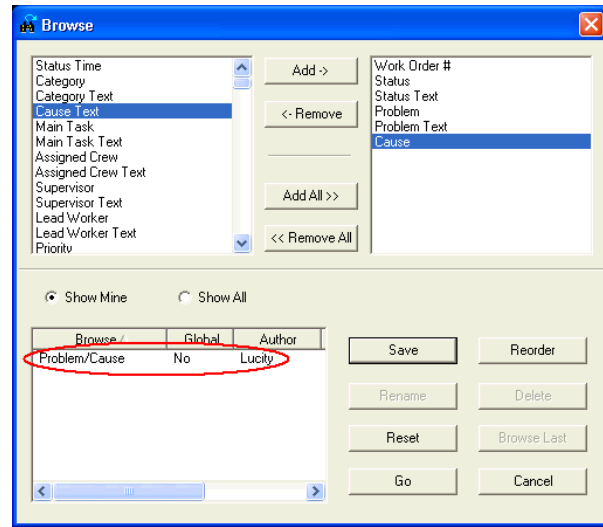 Browse
Status Time
Category
Category Text
Cause Text
Main Task
Main Task Text
Assigned Crew
Assigned Crew Text
Supervisor
Supervisor Text
Lead Worker
Lead Worker Text
Priority
Add ->
<- Remove
Add All >>
<< Remove All
Work Order #
Status
Status Text
Problem
Problem Text
Cause
Show Mine Show All
Browse Global Author
Problem/Cause No Lucity
Save Reorder
Rename Delete
Reset Browse Last
Go Cancel